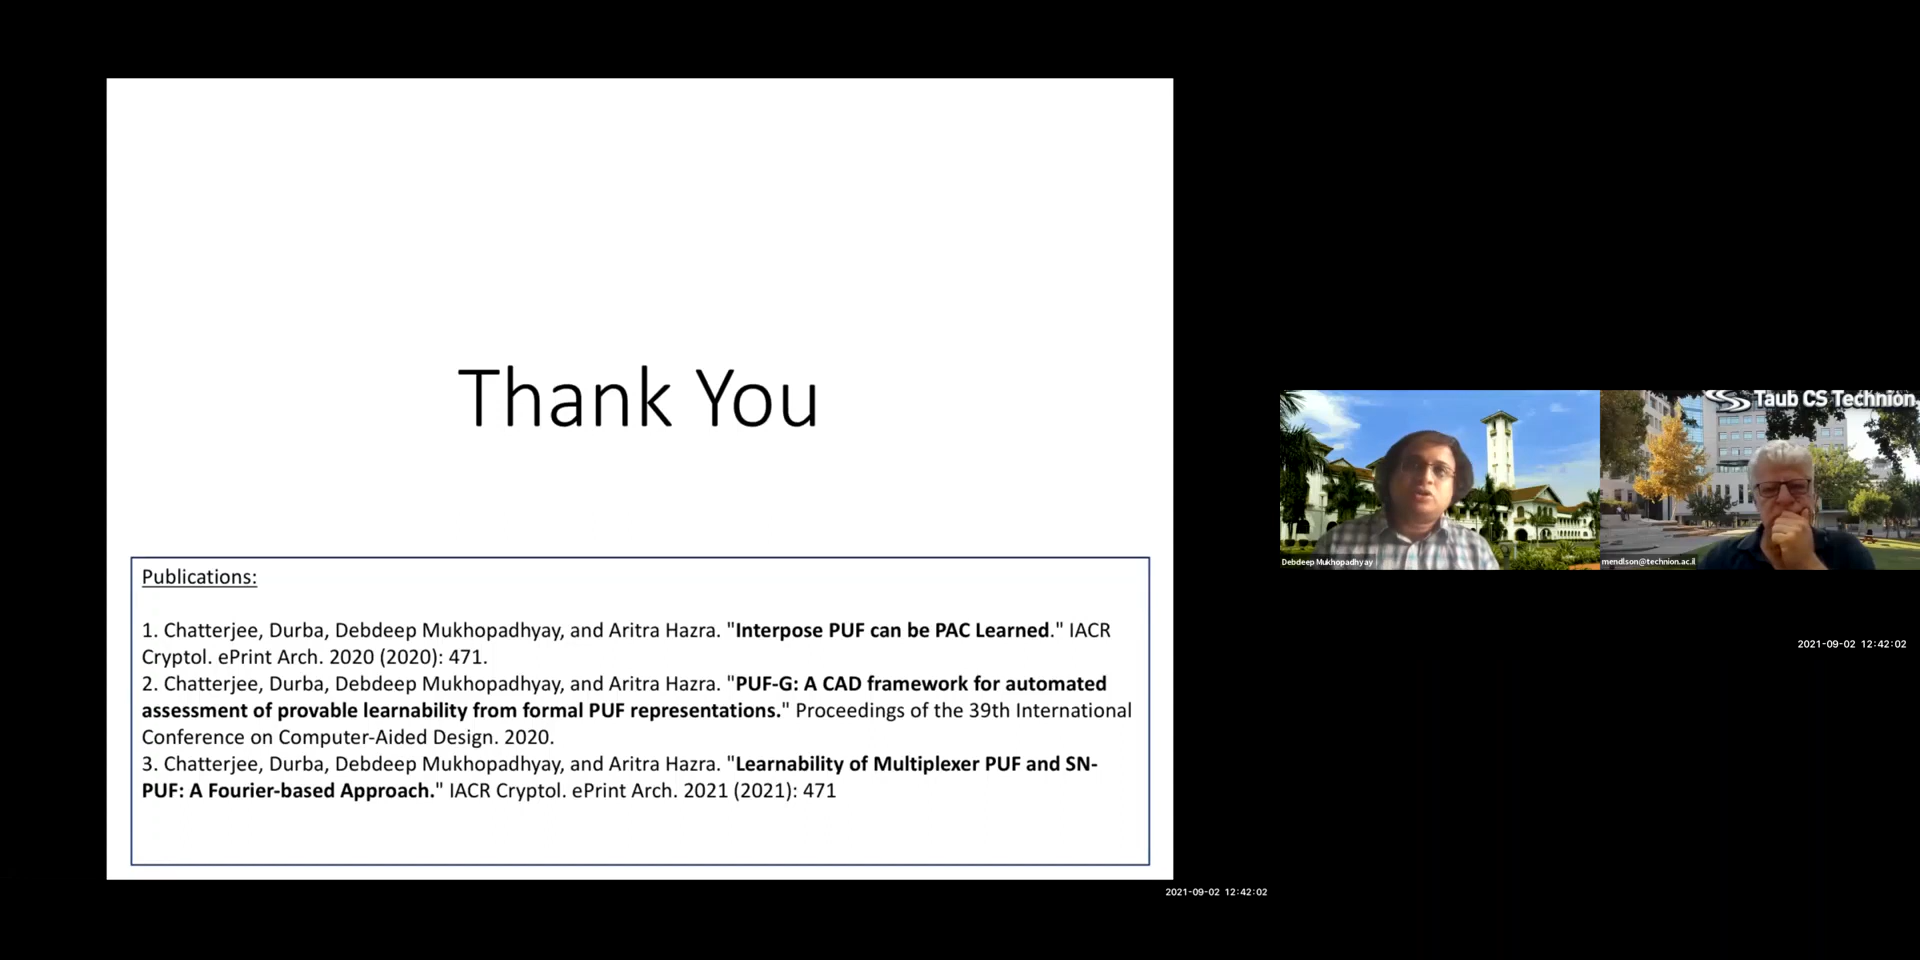 Thank You
Publications:
1. Chatterjee, Durba, Debdeep Mukhopadhyay, and Aritra Hazra. "Interpose PUF can be PAC Learned." IACR
Cryptol. ePrint Arch. 2020 (2020): 471.
2. Chatterjee, Durba, Debdeep Mukhopadhyay, and Aritra Hazra. "PUF-G: A CAD framework for automated
assessment of provable learnability from formal PUF representations." Proceedings of the 39th International
Conference on Computer-Aided Design. 2020.
3. Chatterjee, Durba, Debdeep Mukhopadhyay, and Aritra Hazra. "Learnability of Multiplexer PUF and SN-
PUF: A Fourier-based Approach." IACR Cryptol. ePrint Arch. 2021 (2021): 471
2021-09-02 12:42:02
Taub CS Technion
Debdeep Mukhopadhyay
mendlson@technion.ac.il
2021-09-02 12:42:02